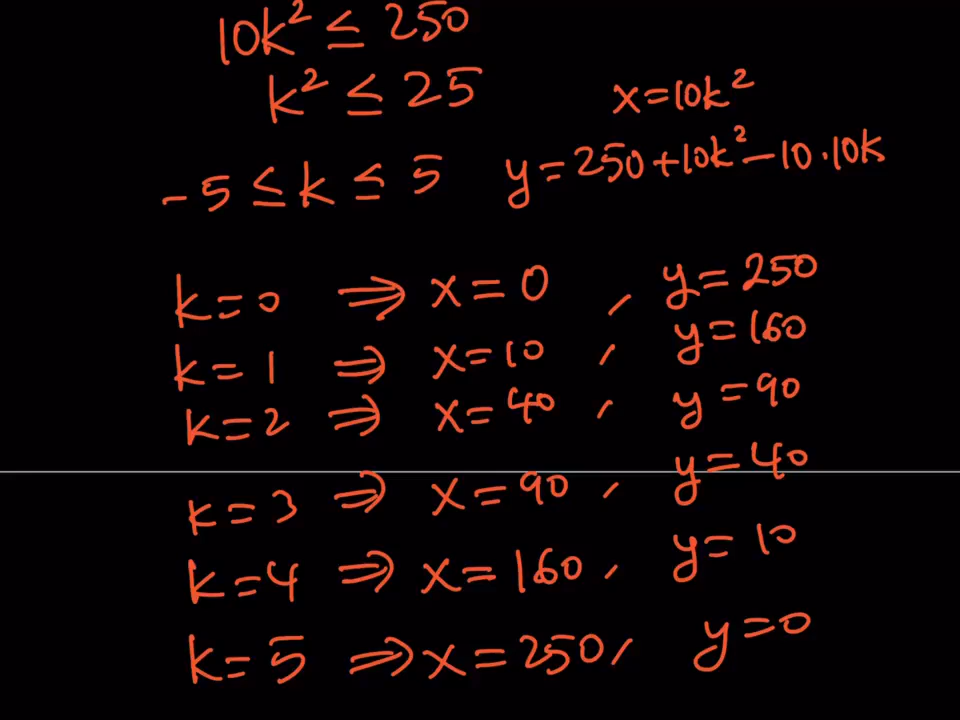 10k² ≤ 250
k² ≤ 25
x=10k²
-5 ≤ k ≤ 5 y=250+10k²-10·10k
k=0 ⇒ x=0 , y=250
k=1 ⇒ x=10 , y=160
k=2 ⇒ x=40 , y=90
k=3 ⇒ x=90 , y=40
k=4 ⇒ x=160 , y=10
k=5 ⇒ x=250 , y=0